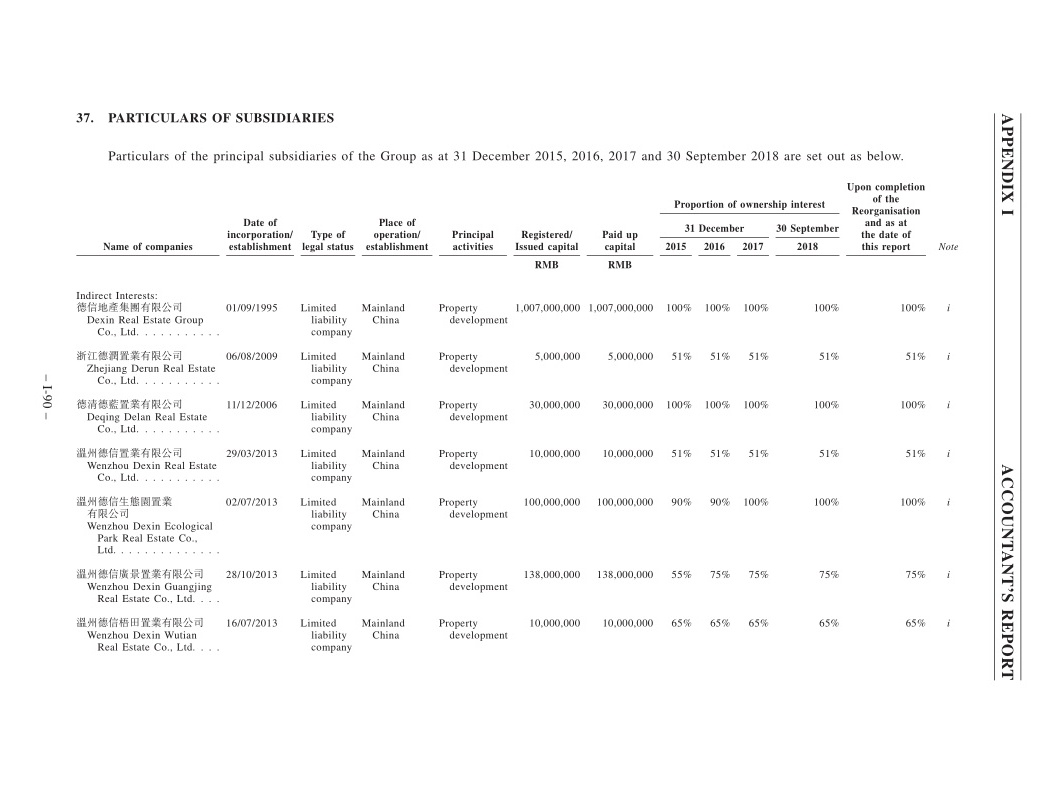 37. PARTICULARS OF SUBSIDIARIES
Particulars of the principal subsidiaries of the Group as at 31 December 2015, 2016, 2017 and 30 September 2018 are set out as below.
Upon completion
of the
Proportion of ownership interest Reorganisation
Date of Place of and as at
incorporation/ Type of operation/ Principal Registered/ Paid up 31 December 30 September the date of
Name of companies establishment legal status establishment activities Issued capital capital 2015 2016 2017 2018 this report Note
RMB RMB
Indirect Interests:
德信地產集團有限公司 01/09/1995 Limited Mainland Property 1,007,000,000 1,007,000,000 100% 100% 100% 100% 100% i
Dexin Real Estate Group liability China development
Co., Ltd. . . . . . . . . . . company
浙江德潤置業有限公司 06/08/2009 Limited Mainland Property 5,000,000 5,000,000 51% 51% 51% 51% 51% i
Zhejiang Derun Real Estate liability China development
Co., Ltd. . . . . . . . . . . company
德清德藍置業有限公司 11/12/2006 Limited Mainland Property 30,000,000 30,000,000 100% 100% 100% 100% 100% i
Deqing Delan Real Estate liability China development
Co., Ltd. . . . . . . . . . . company
溫州德信置業有限公司 29/03/2013 Limited Mainland Property 10,000,000 10,000,000 51% 51% 51% 51% 51% i
Wenzhou Dexin Real Estate liability China development
Co., Ltd. . . . . . . . . . . company
溫州德信生態園置業 02/07/2013 Limited Mainland Property 100,000,000 100,000,000 90% 90% 100% 100% 100% i
有限公司 liability China development
Wenzhou Dexin Ecological company
Park Real Estate Co.,
Ltd. . . . . . . . . . . . . .
溫州德信廣景置業有限公司 28/10/2013 Limited Mainland Property 138,000,000 138,000,000 55% 75% 75% 75% 75% i
Wenzhou Dexin Guangjing liability China development
Real Estate Co., Ltd. . . . company
溫州德信梧田置業有限公司 16/07/2013 Limited Mainland Property 10,000,000 10,000,000 65% 65% 65% 65% 65% i
Wenzhou Dexin Wutian liability China development
Real Estate Co., Ltd. . . . company
APPENDIX I ACCOUNTANT'S REPORT
– I-90 –